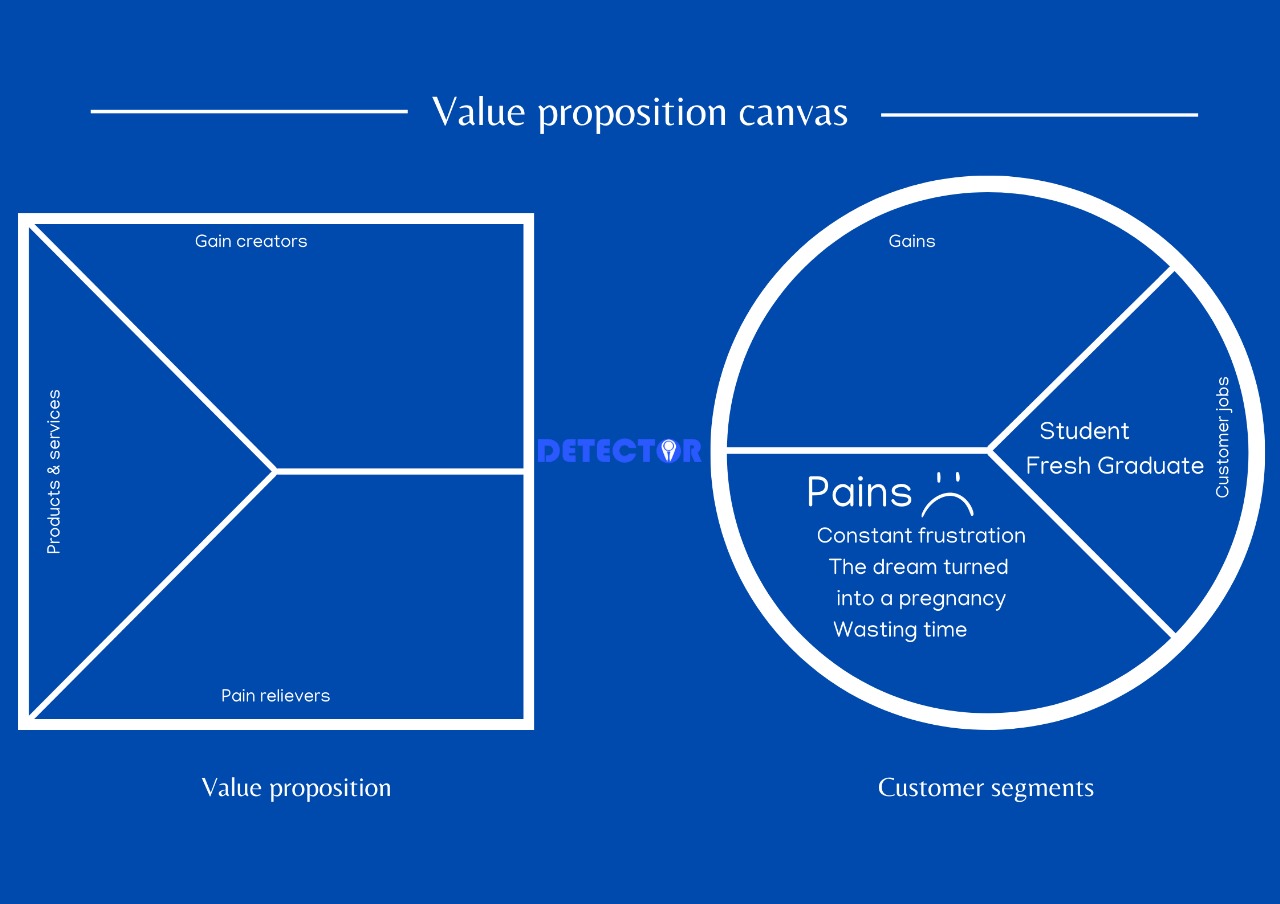 Value proposition canvas
Gain creators
Products & services
Pain relievers
Value proposition
DETECTOR
Gains
Customer jobs
Student
Fresh Graduate
Pains
Constant frustration
The dream turned
into a pregnancy
Wasting time
Customer segments